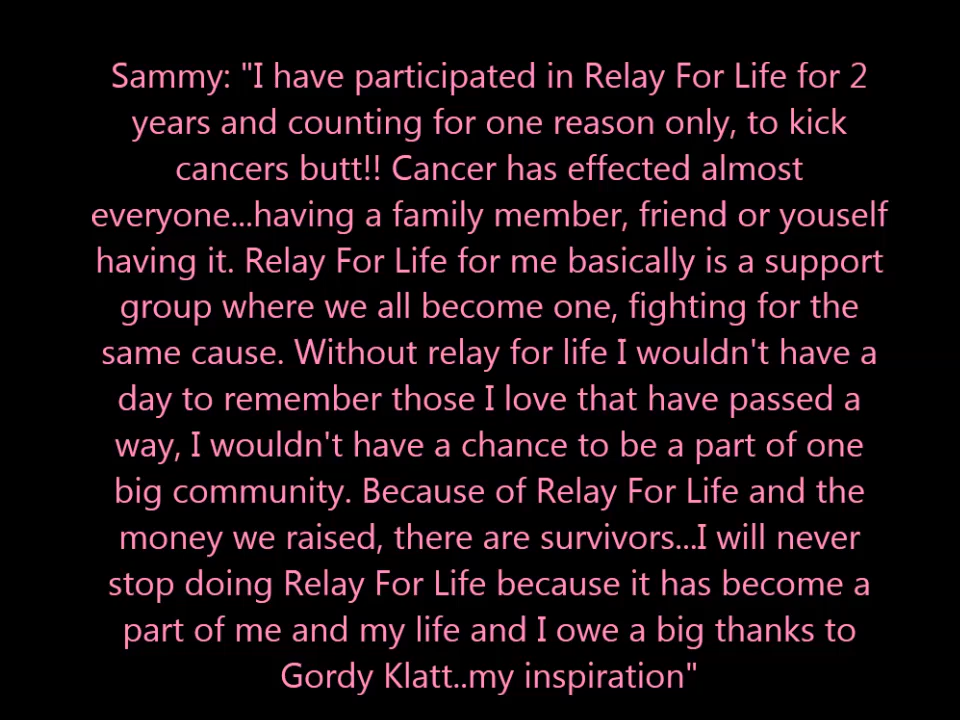 Sammy: "I have participated in Relay For Life for 2
years and counting for one reason only, to kick
cancers butt!! Cancer has effected almost
everyone...having a family member, friend or youself
having it. Relay For Life for me basically is a support
group where we all become one, fighting for the
same cause. Without relay for life I wouldn't have a
day to remember those I love that have passed a
way, I wouldn't have a chance to be a part of one
big community. Because of Relay For Life and the
money we raised, there are survivors...I will never
stop doing Relay For Life because it has become a
part of me and my life and I owe a big thanks to
Gordy Klatt..my inspiration"